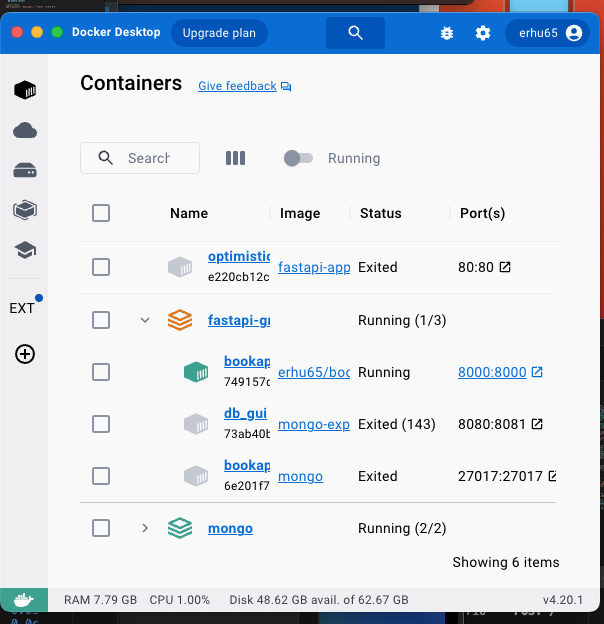 Docker Desktop Upgrade plan erhu65
Containers Give feedback
Search Running
Name Image Status Port(s)
optimistic
e220cb12c fastapi-app Exited 80:80
fastapi-gr Running (1/3)
bookap
749157d erhu65/boo Running 8000:8000
db_gui
73ab40b mongo-exp Exited (143) 8080:8081
bookap
6e201f7 mongo Exited 27017:27017
mongo Running (2/2)
EXT
Showing 6 items
RAM 7.79 GB CPU 1.00% Disk 48.62 GB avail. of 62.67 GB v4.20.1